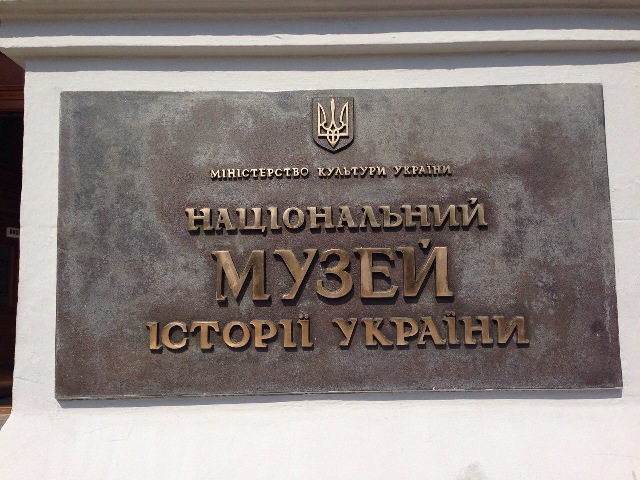 МІНІСТЕРСТВО КУЛЬТУРИ УКРАЇНИ
НАЦІОНАЛЬНИЙ
МУЗЕЙ
ІСТОРІЇ УКРАЇНИ